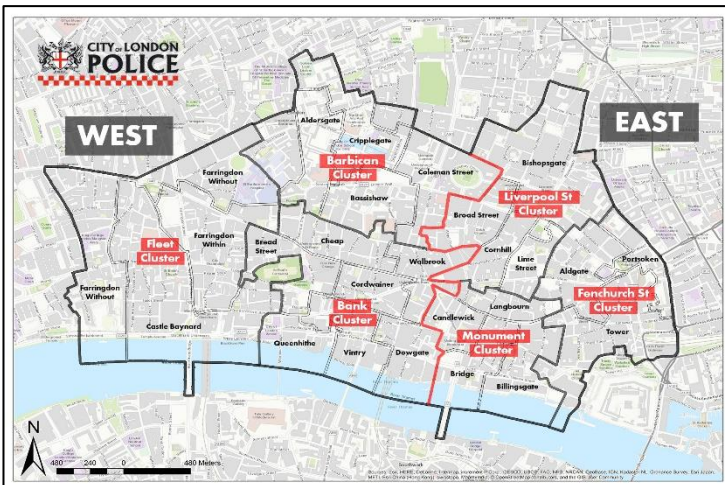 CITY OF LONDON
POLICE
WEST
EAST
Aldersgate
Cripplegate
Barbican
Cluster
Coleman Street
Bishopsgate
Farringdon
Without
Bassishaw
Broad Street
Liverpool St
Cluster
Farringdon
Within
Bread
Street
Cheap
Walbrook
Cornhill
Lime
Street
Portsoken
Aldgate
Fleet
Cluster
Cordwainer
Farringdon
Without
Langbourn
Fenchurch St
Cluster
Bank
Cluster
Candlewick
Castle Baynard
Monument
Cluster
Tower
Queenhithe
Vintry
Dowgate
Bridge
Billingsgate
N
480 240 0 480 Meters